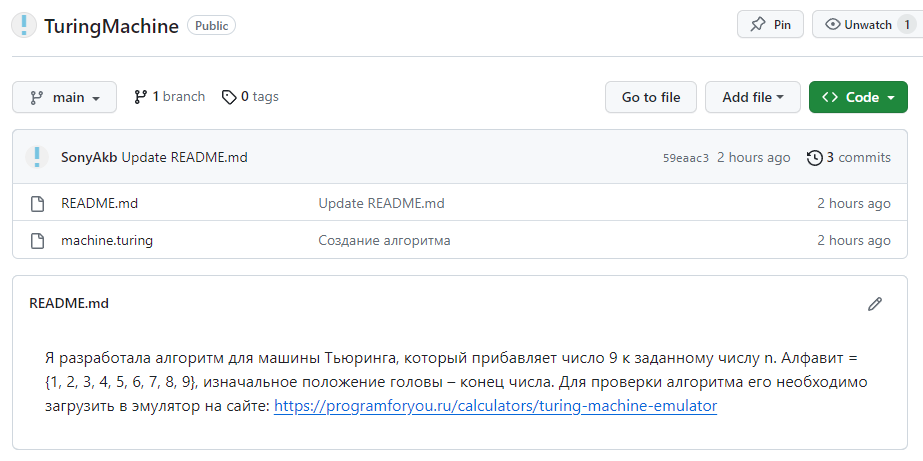 TuringMachine Public Pin Unwatch 1
main 1 branch 0 tags Go to file Add file Code
SonyAkb Update README.md 59eaac3 2 hours ago 3 commits
README.md Update README.md 2 hours ago
machine.turing Создание алгоритма 2 hours ago
README.md
Я разработала алгоритм для машины Тьюринга, который прибавляет число 9 к заданному числу n. Алфавит =
{1, 2, 3, 4, 5, 6, 7, 8, 9}, изначальное положение головы – конец числа. Для проверки алгоритма его необходимо
загрузить в эмулятор на сайте: https://programforyou.ru/calculators/turing-machine-emulator